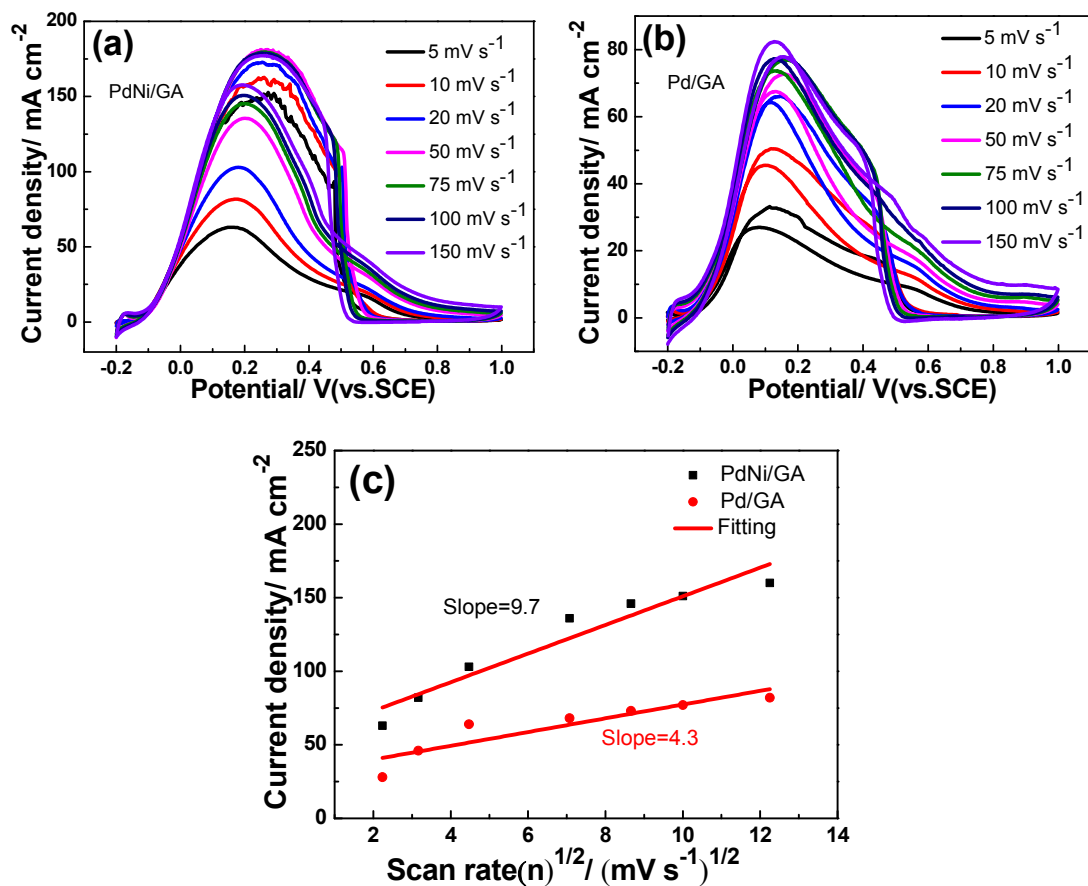 (a)
PdNi/GA
5 mV s⁻¹
10 mV s⁻¹
20 mV s⁻¹
50 mV s⁻¹
75 mV s⁻¹
100 mV s⁻¹
150 mV s⁻¹
Current density/ mA cm⁻²
200
150
100
50
0
-0.2 0.0 0.2 0.4 0.6 0.8 1.0
Potential/ V(vs.SCE)
(b)
Pd/GA
5 mV s⁻¹
10 mV s⁻¹
20 mV s⁻¹
50 mV s⁻¹
75 mV s⁻¹
100 mV s⁻¹
150 mV s⁻¹
Current density/ mA cm⁻²
80
60
40
20
0
-0.2 0.0 0.2 0.4 0.6 0.8 1.0
Potential/ V(vs.SCE)
(c)
PdNi/GA
Pd/GA
Fitting
Slope=9.7
Slope=4.3
Current density/ mA cm⁻²
250
200
150
100
50
0
2 4 6 8 10 12 14
Scan rate(n)¹ᐟ²/ (mV s⁻¹)¹ᐟ²